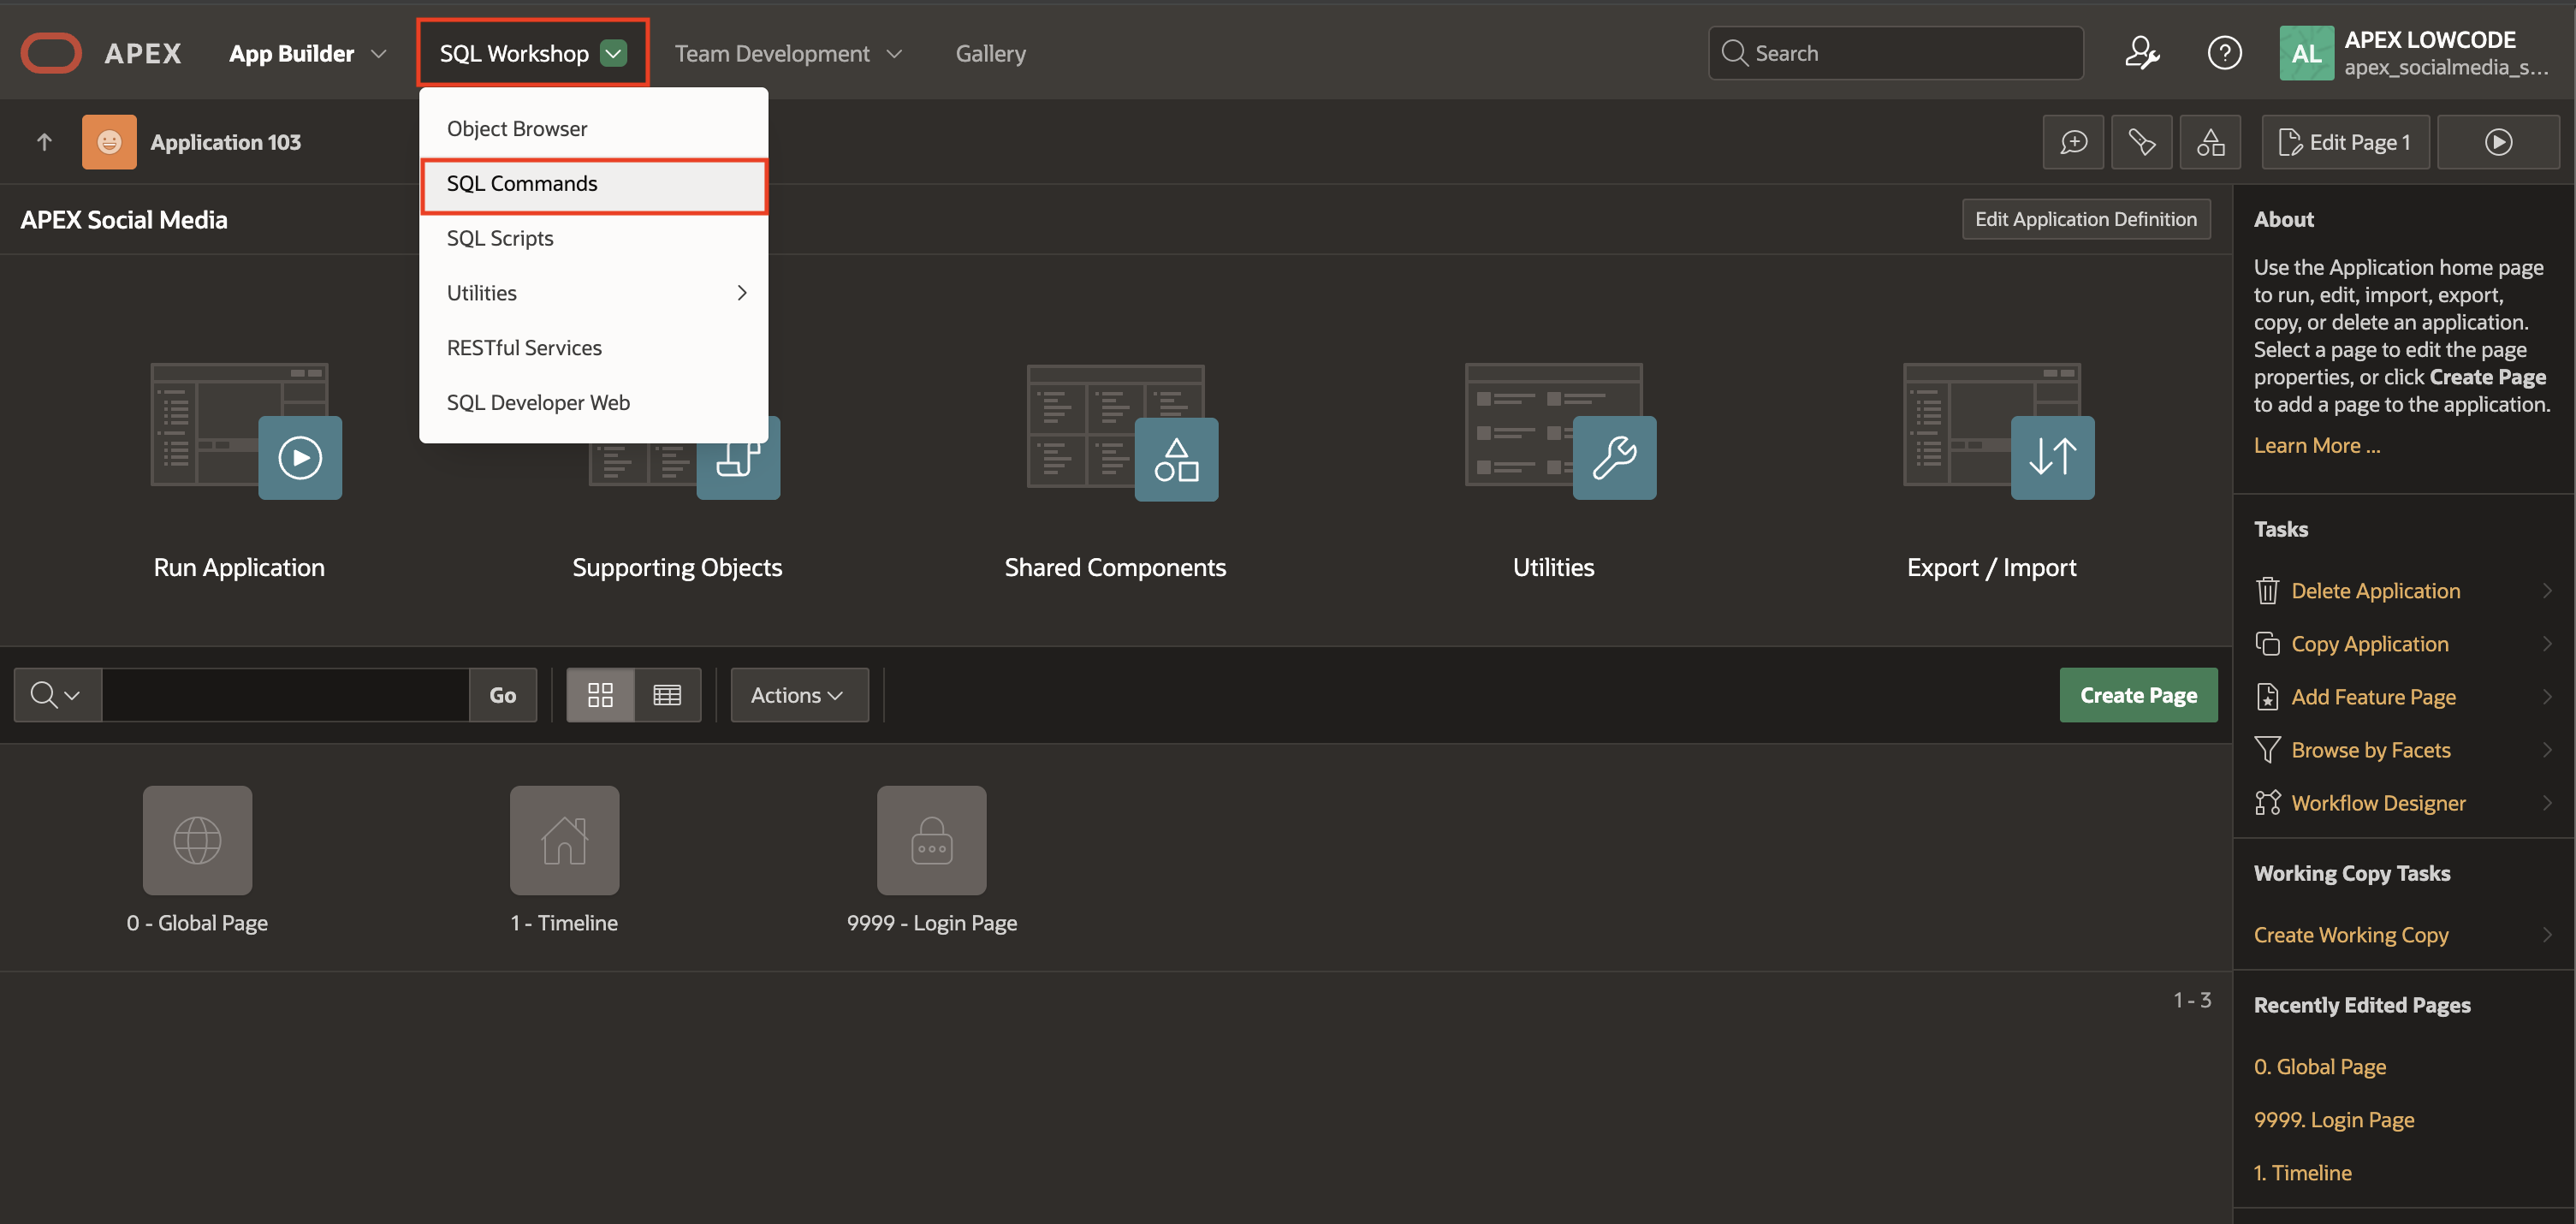 APEX
App Builder
SQL Workshop
Team Development
Gallery
Search
AL
APEX LOWCODE
apex_socialmedia_s...
Application 103
Edit Page 1
Object Browser
SQL Commands
SQL Scripts
Utilities
RESTful Services
SQL Developer Web
APEX Social Media
Edit Application Definition
Run Application
Supporting Objects
Shared Components
Utilities
Export / Import
Go
Actions
Create Page
0 - Global Page
1 - Timeline
9999 - Login Page
1 - 3
About
Use the Application home page
to run, edit, import, export,
copy, or delete an application.
Select a page to edit the page
properties, or click Create Page
to add a page to the application.
Learn More ...
Tasks
Delete Application
Copy Application
Add Feature Page
Browse by Facets
Workflow Designer
Working Copy Tasks
Create Working Copy
Recently Edited Pages
0. Global Page
9999. Login Page
1. Timeline